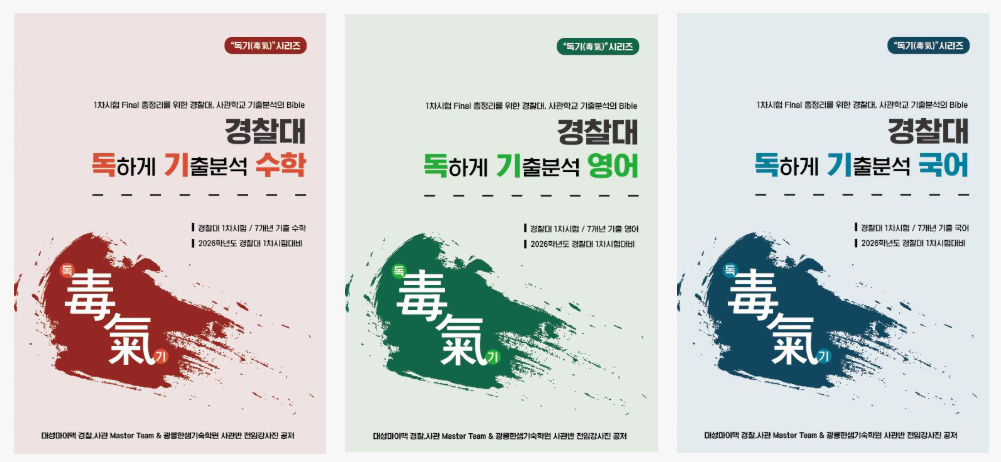 "독기(毒氣)"시리즈
1차시험 Final 총정리를 위한 경찰대, 사관학교 기출분석의 Bible
경찰대
독하게 기출분석 수학
경찰대 1차시험 / 7개년 기출 수학
2026학년도 경찰대 1차시험대비
독
毒
氣
기
대성마이맥 경찰.사관 Master Team & 광릉한샘기숙학원 사관반 전임강사진 공저
"독기(毒氣)"시리즈
1차시험 Final 총정리를 위한 경찰대, 사관학교 기출분석의 Bible
경찰대
독하게 기출분석 영어
경찰대 1차시험 / 7개년 기출 영어
2026학년도 경찰대 1차시험대비
독
毒
氣
기
대성마이맥 경찰.사관 Master Team & 광릉한샘기숙학원 사관반 전임강사진 공저
"독기(毒氣)"시리즈
1차시험 Final 총정리를 위한 경찰대, 사관학교 기출분석의 Bible
경찰대
독하게 기출분석 국어
경찰대 1차시험 / 7개년 기출 국어
2026학년도 경찰대 1차시험대비
독
毒
氣
기
대성마이맥 경찰.사관 Master Team & 광릉한샘기숙학원 사관반 전임강사진 공저